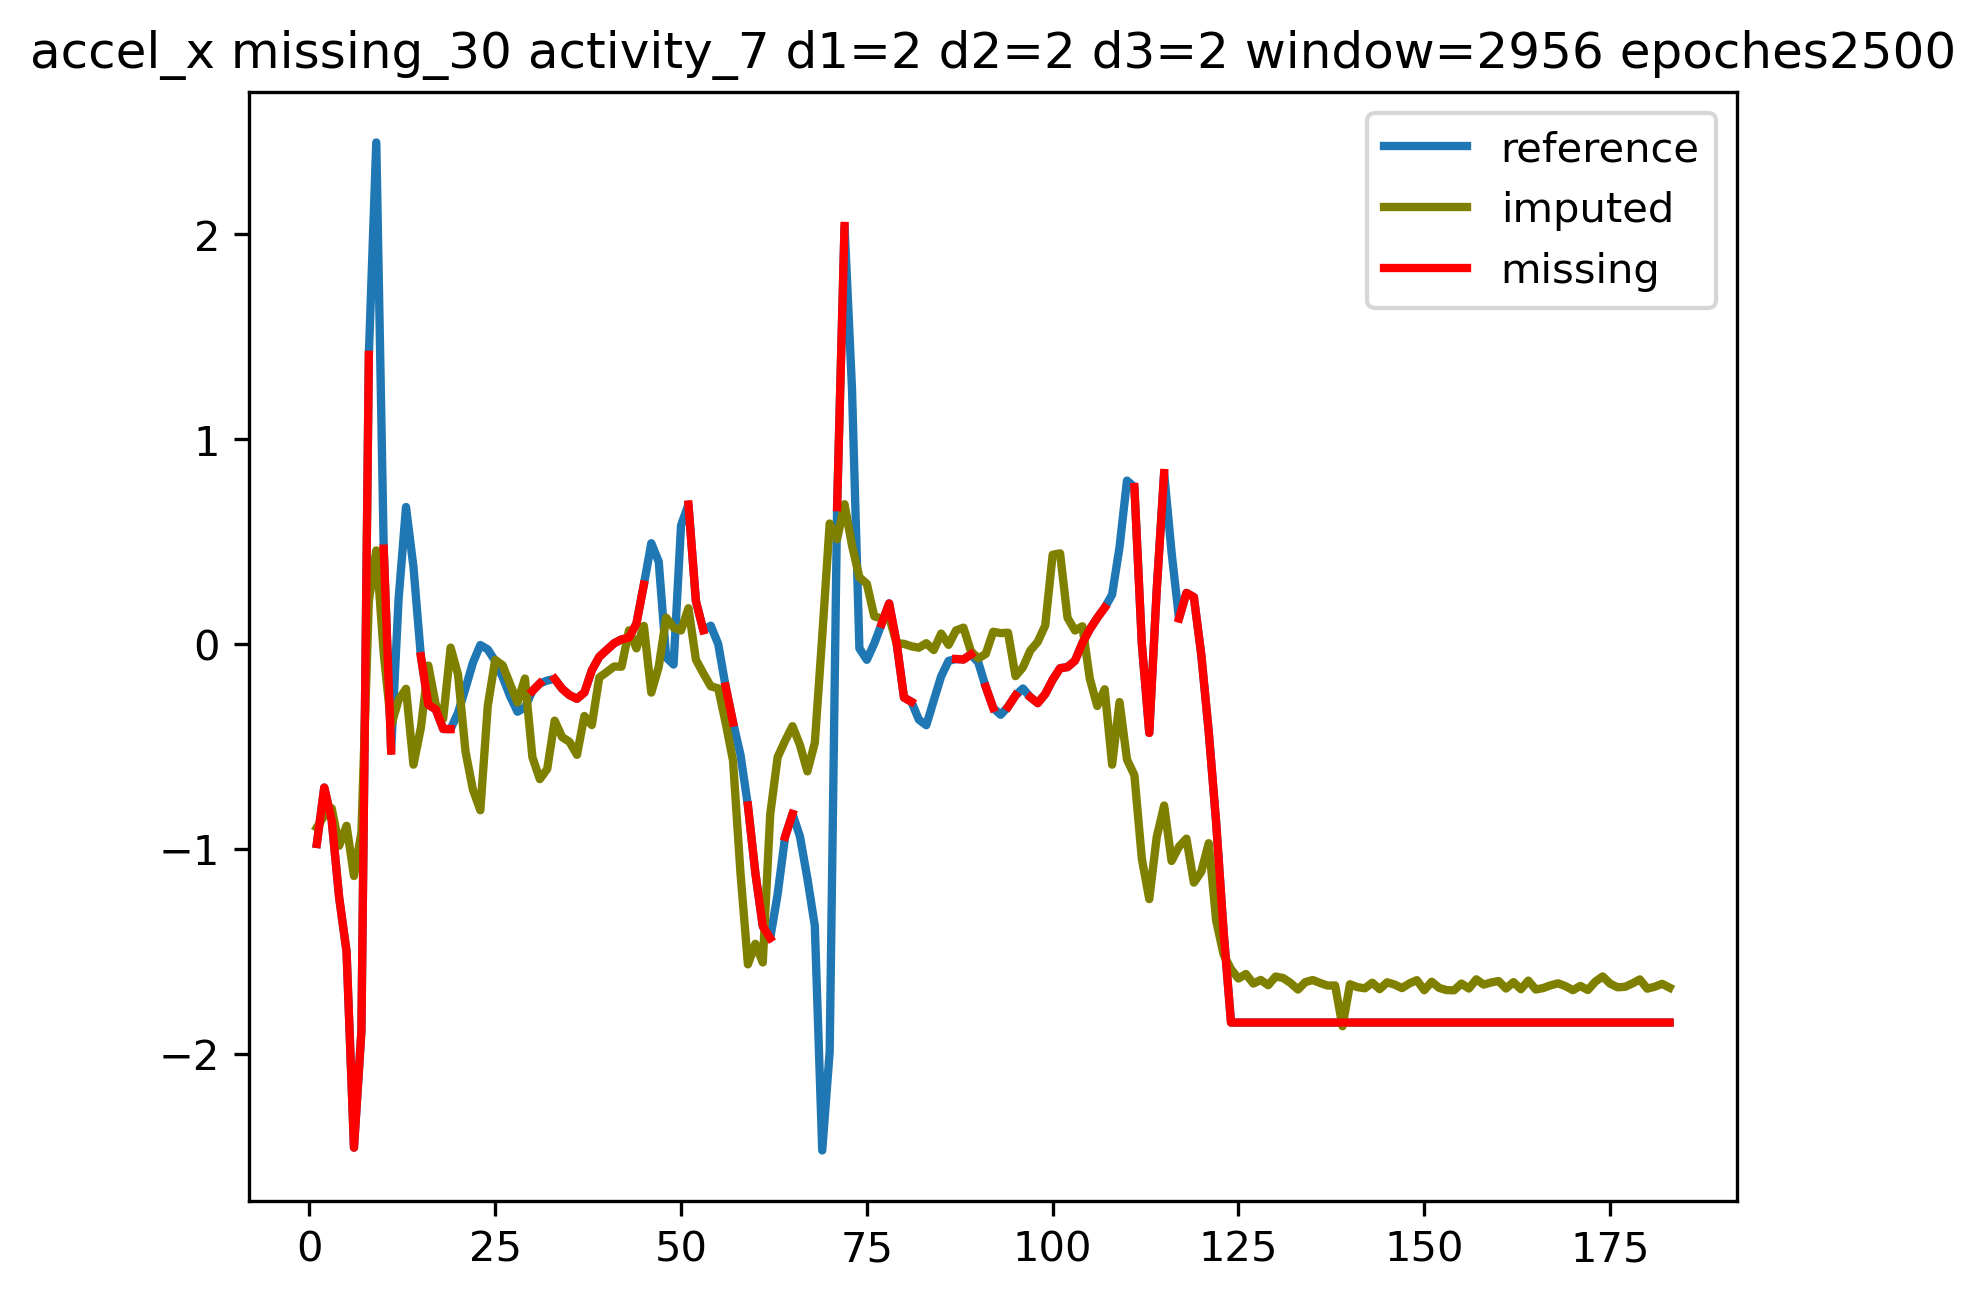 accel_x missing_30 activity_7 d1=2 d2=2 d3=2 window=2956 epoches2500
reference
imputed
missing
2
1
0
−1
−2
0 25 50 75 100 125 150 175